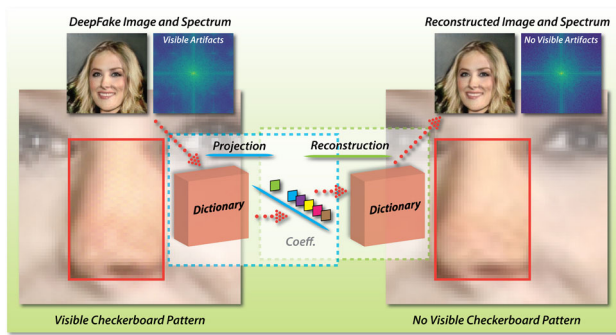 DeepFake Image and Spectrum
Reconstructed Image and Spectrum
Visible Artifacts
No Visible Artifacts
Projection
Reconstruction
Dictionary
Dictionary
Coeff.
Visible Checkerboard Pattern
No Visible Checkerboard Pattern